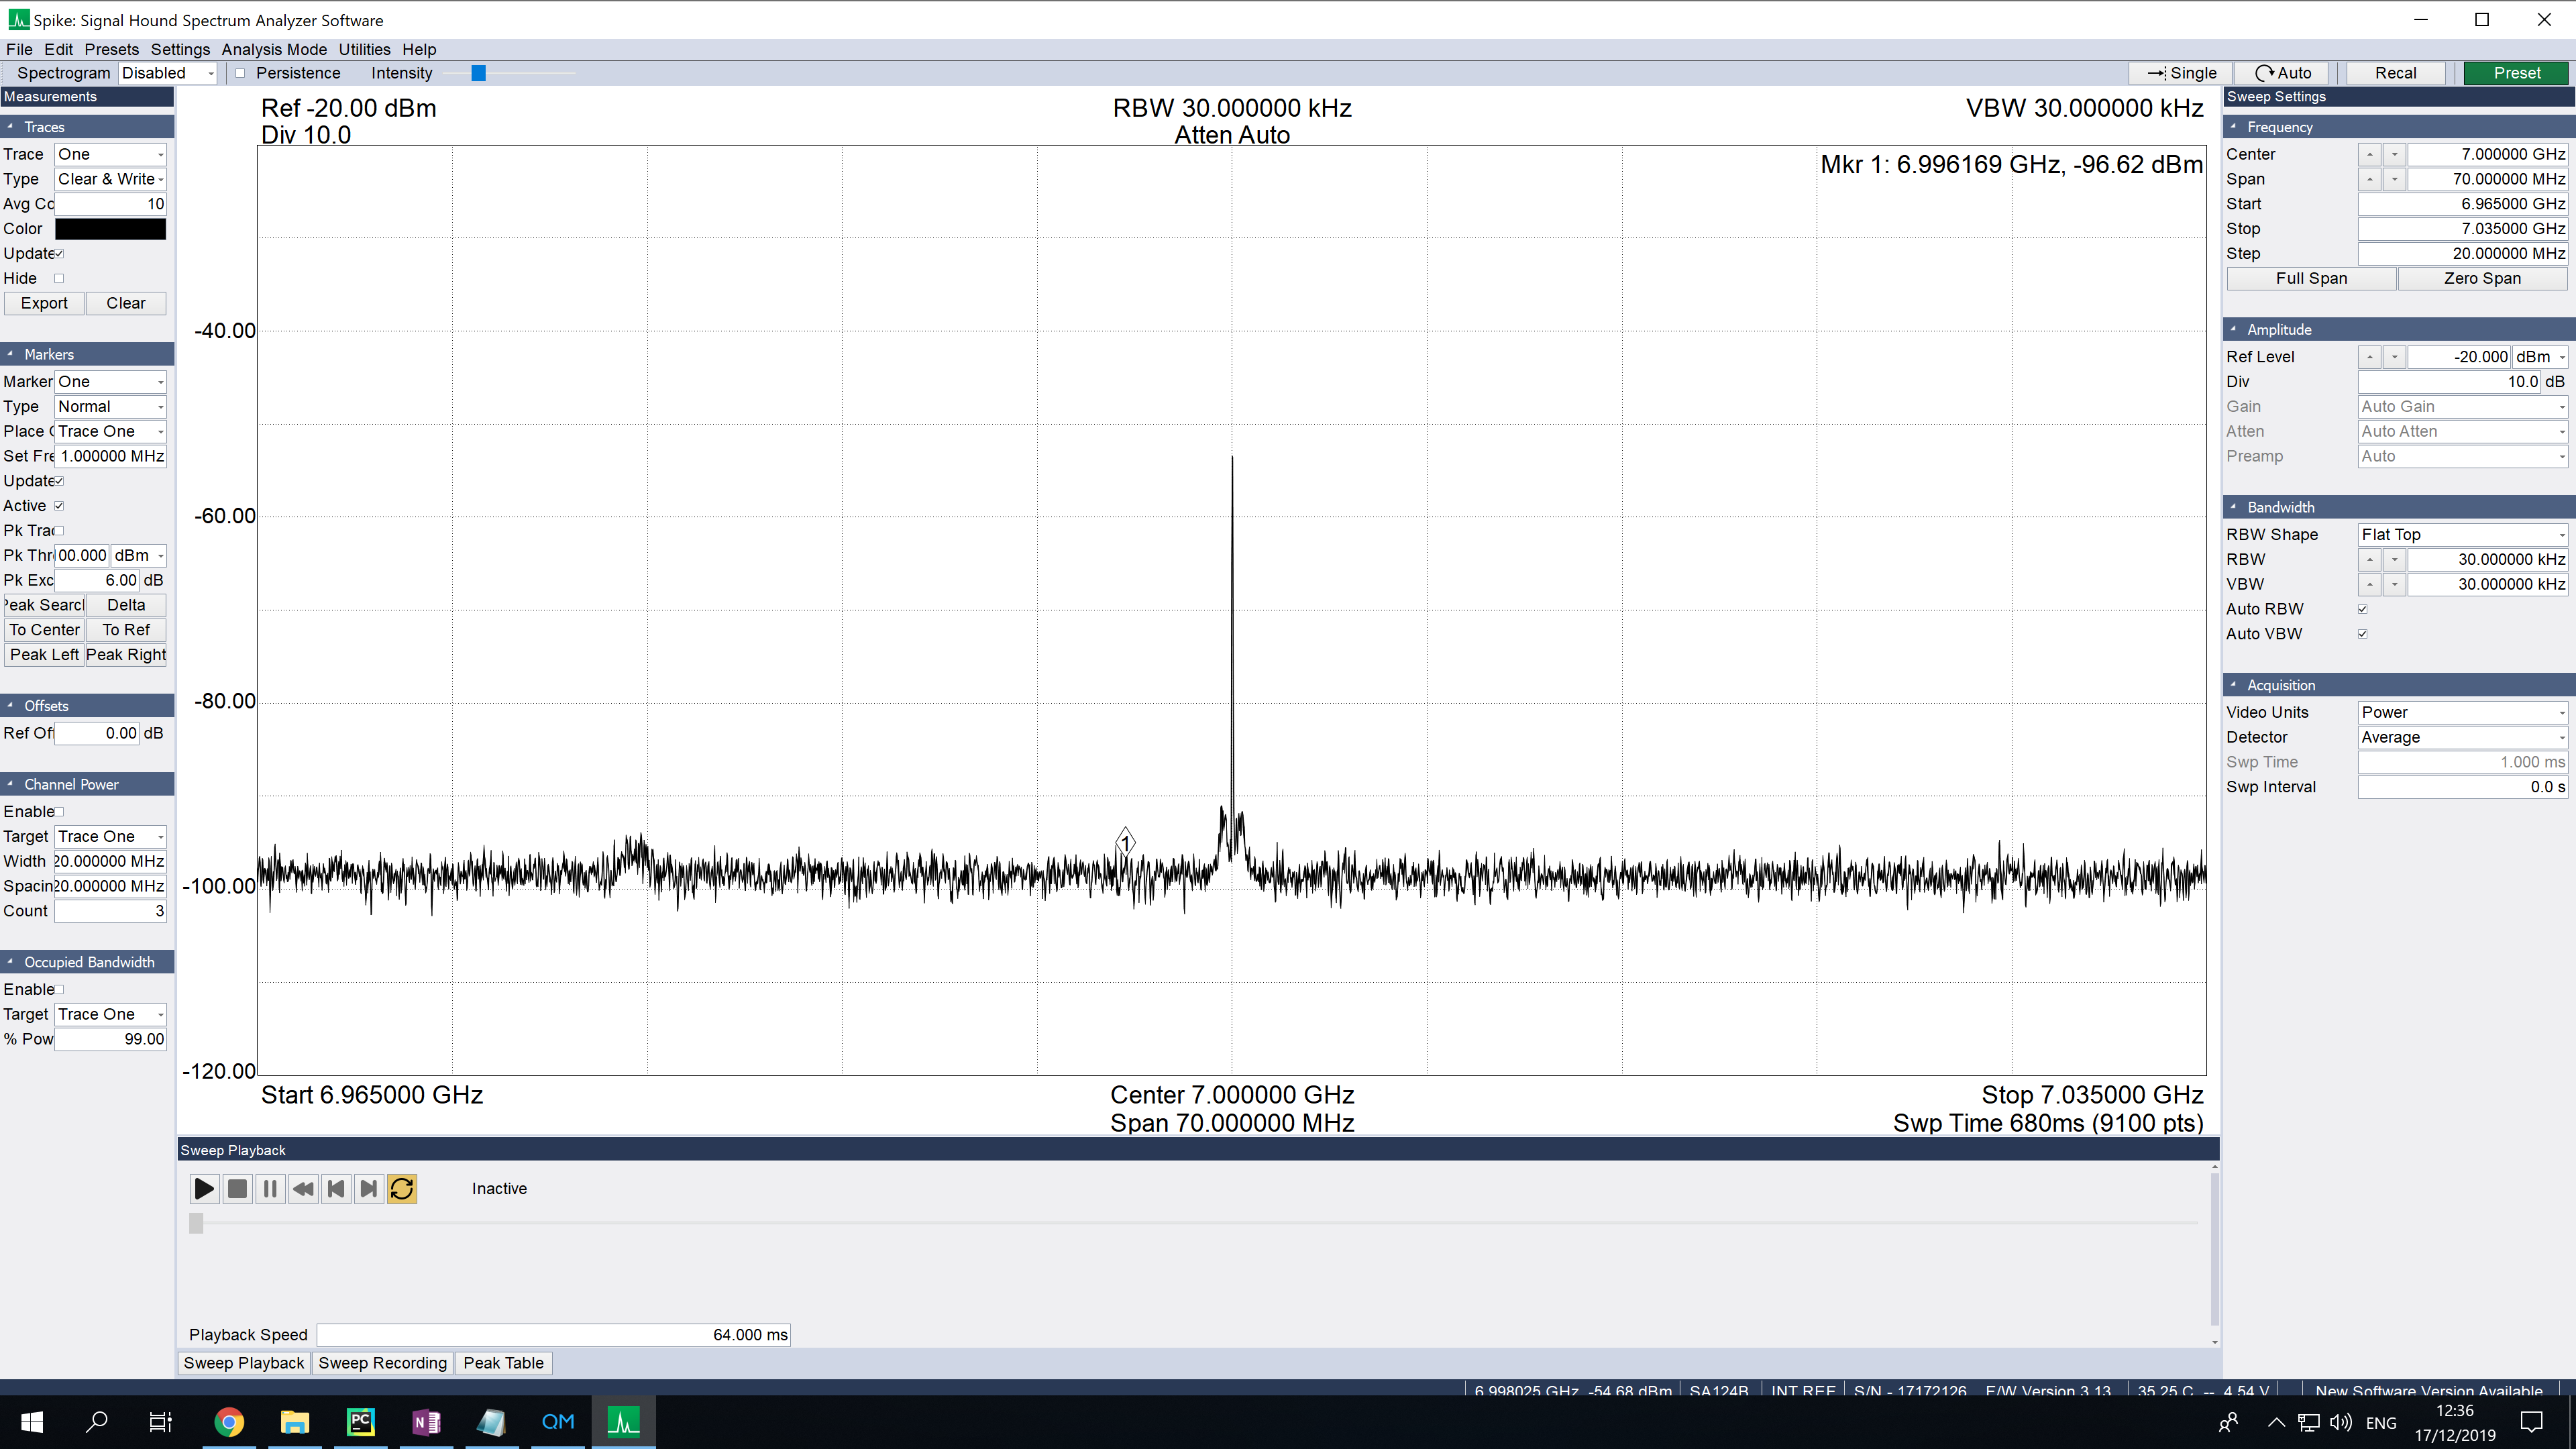 Spike: Signal Hound Spectrum Analyzer Software
File Edit Presets Settings Analysis Mode Utilities Help
Spectrogram Disabled Persistence Intensity Single Auto Recal Preset
Measurements
Traces
Trace One
Type Clear & Write
Avg Co 10
Color
Update
Hide
Export Clear
Markers
Marker One
Type Normal
Place Trace One
Set Fre 1.000000 MHz
Update
Active
Pk Tra
Pk Thr 00.000 dBm
Pk Exc 6.00 dB
Peak Search Delta
To Center To Ref
Peak Left Peak Right
Offsets
Ref Of 0.00 dB
Channel Power
Enable
Target Trace One
Width 20.000000 MHz
Spacin 20.000000 MHz
Count 3
Occupied Bandwidth
Enable
Target Trace One
% Pow 99.00
Ref -20.00 dBm RBW 30.000000 kHz VBW 30.000000 kHz
Div 10.0 Atten Auto
Mkr 1: 6.996169 GHz, -96.62 dBm
-40.00
-60.00
-80.00
1
-100.00
-120.00
Start 6.965000 GHz Center 7.000000 GHz Stop 7.035000 GHz
Span 70.000000 MHz Swp Time 680ms (9100 pts)
Sweep Playback
Inactive
Playback Speed 64.000 ms
Sweep Playback Sweep Recording Peak Table
Sweep Settings
Frequency
Center 7.000000 GHz
Span 70.000000 MHz
Start 6.965000 GHz
Stop 7.035000 GHz
Step 20.000000 MHz
Full Span Zero Span
Amplitude
Ref Level -20.000 dBm
Div 10.0 dB
Gain Auto Gain
Atten Auto Atten
Preamp Auto
Bandwidth
RBW Shape Flat Top
RBW 30.000000 kHz
VBW 30.000000 kHz
Auto RBW
Auto VBW
Acquisition
Video Units Power
Detector Average
Swp Time 1.000 ms
Swp Interval 0.0 s
6.998025 GHz -54.68 dBm SA124B INT REF S/N - 17172126 F/W Version 3.13 35.25 C -- 4.54 V New Software Version Available
PC N QM ENG 12:36
17/12/2019